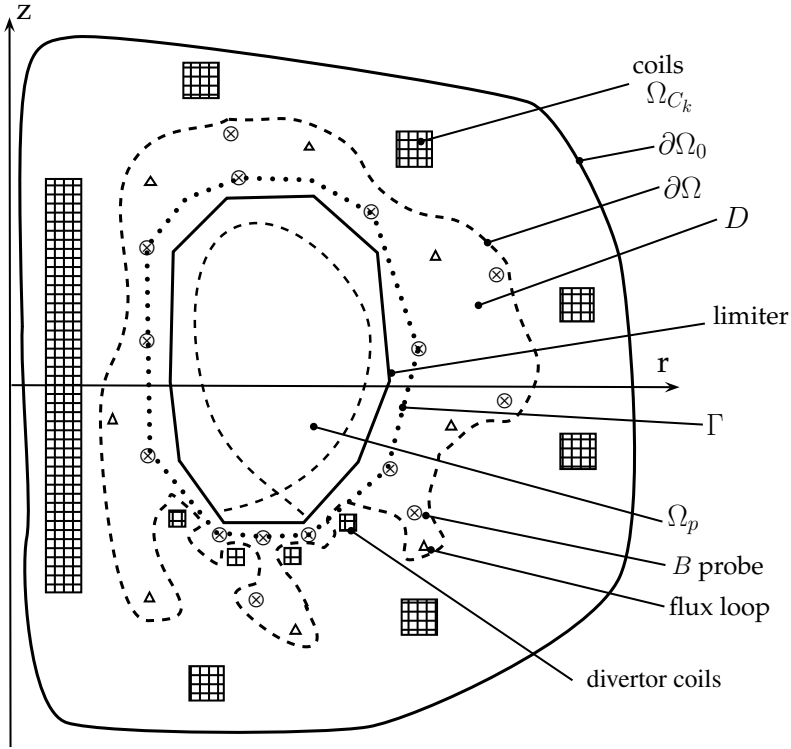 z
coils
Ω_{C_k}
∂Ω_0
∂Ω
D
limiter
r
Γ
Ω_p
B probe
flux loop
divertor coils